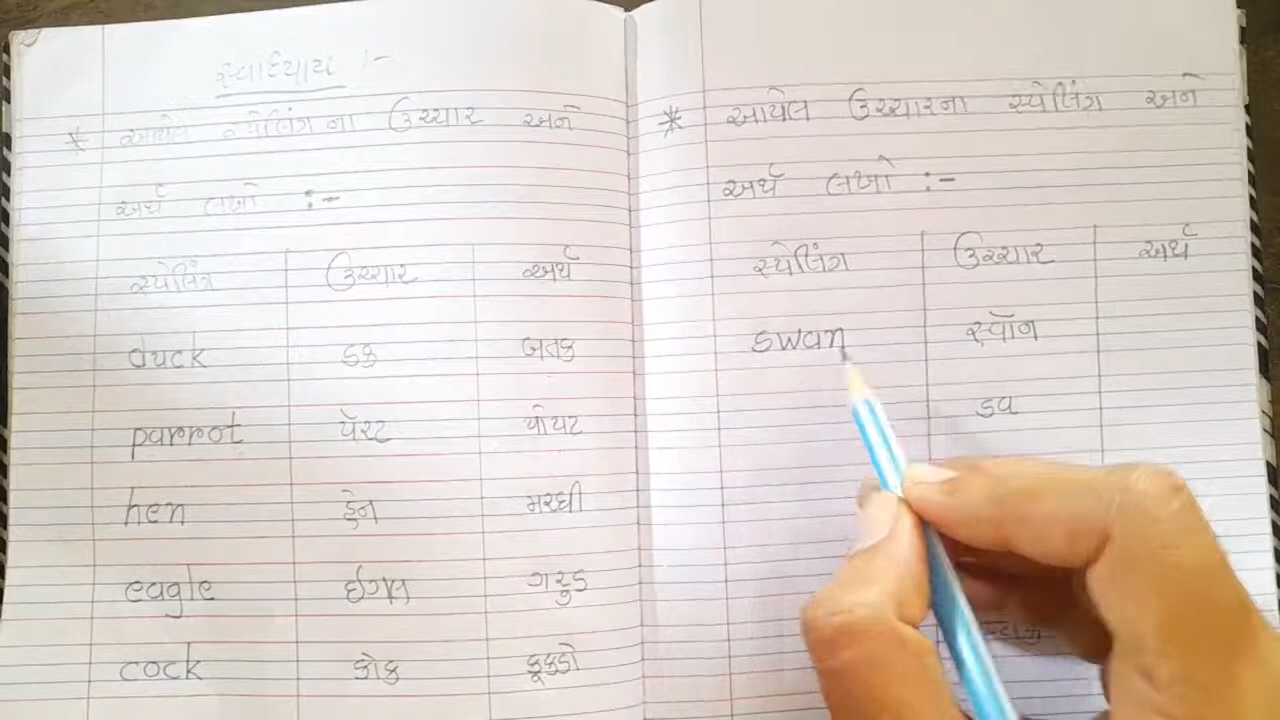 સ્વાધ્યાય :-
* આપેલ સ્પેલિંગના ઉચ્ચાર અને
અર્થ લખો :-
સ્પેલિંગ ઉચ્ચાર અર્થ
duck ડક બતક
parrot પૅરટ પોપટ
hen હેન મરઘી
eagle ઈગલ ગરુડ
cock કોક કૂકડો
* આપેલ ઉચ્ચારના સ્પેલિંગ અને
અર્થ લખો :-
સ્પેલિંગ ઉચ્ચાર અર્થ
swan સ્વૉન
ડવ